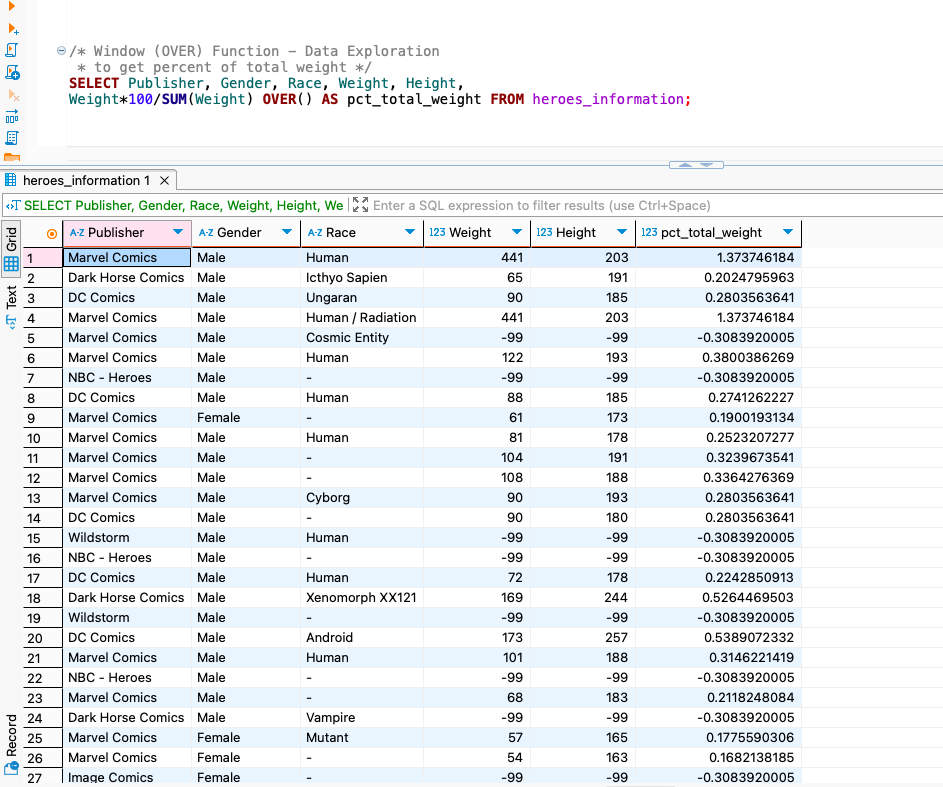 /* Window (OVER) Function – Data Exploration
* to get percent of total weight */
SELECT Publisher, Gender, Race, Weight, Height,
Weight*100/SUM(Weight) OVER() AS pct_total_weight FROM heroes_information;
heroes_information 1 ×
SELECT Publisher, Gender, Race, Weight, Height, We Enter a SQL expression to filter results (use Ctrl+Space)
Grid
Text
Record
A-Z Publisher A-Z Gender A-Z Race 123 Weight 123 Height 123 pct_total_weight
1 Marvel Comics Male Human 441 203 1.373746184
2 Dark Horse Comics Male Icthyo Sapien 65 191 0.2024795963
3 DC Comics Male Ungaran 90 185 0.2803563641
4 Marvel Comics Male Human / Radiation 441 203 1.373746184
5 Marvel Comics Male Cosmic Entity -99 -99 -0.3083920005
6 Marvel Comics Male Human 122 193 0.3800386269
7 NBC - Heroes Male - -99 -99 -0.3083920005
8 DC Comics Male Human 88 185 0.2741262227
9 Marvel Comics Female - 61 173 0.1900193134
10 Marvel Comics Male Human 81 178 0.2523207277
11 Marvel Comics Male - 104 191 0.3239673541
12 Marvel Comics Male - 108 188 0.3364276369
13 Marvel Comics Male Cyborg 90 193 0.2803563641
14 DC Comics Male - 90 180 0.2803563641
15 Wildstorm Male Human -99 -99 -0.3083920005
16 NBC - Heroes Male - -99 -99 -0.3083920005
17 DC Comics Male Human 72 178 0.2242850913
18 Dark Horse Comics Male Xenomorph XX121 169 244 0.5264469503
19 Wildstorm Male - -99 -99 -0.3083920005
20 DC Comics Male Android 173 257 0.5389072332
21 Marvel Comics Male Human 101 188 0.3146221419
22 NBC - Heroes Male - -99 -99 -0.3083920005
23 Marvel Comics Male - 68 183 0.2118248084
24 Dark Horse Comics Male Vampire -99 -99 -0.3083920005
25 Marvel Comics Female Mutant 57 165 0.1775590306
26 Marvel Comics Female - 54 163 0.1682138185
27 Image Comics Female - -99 -99 -0.3083920005